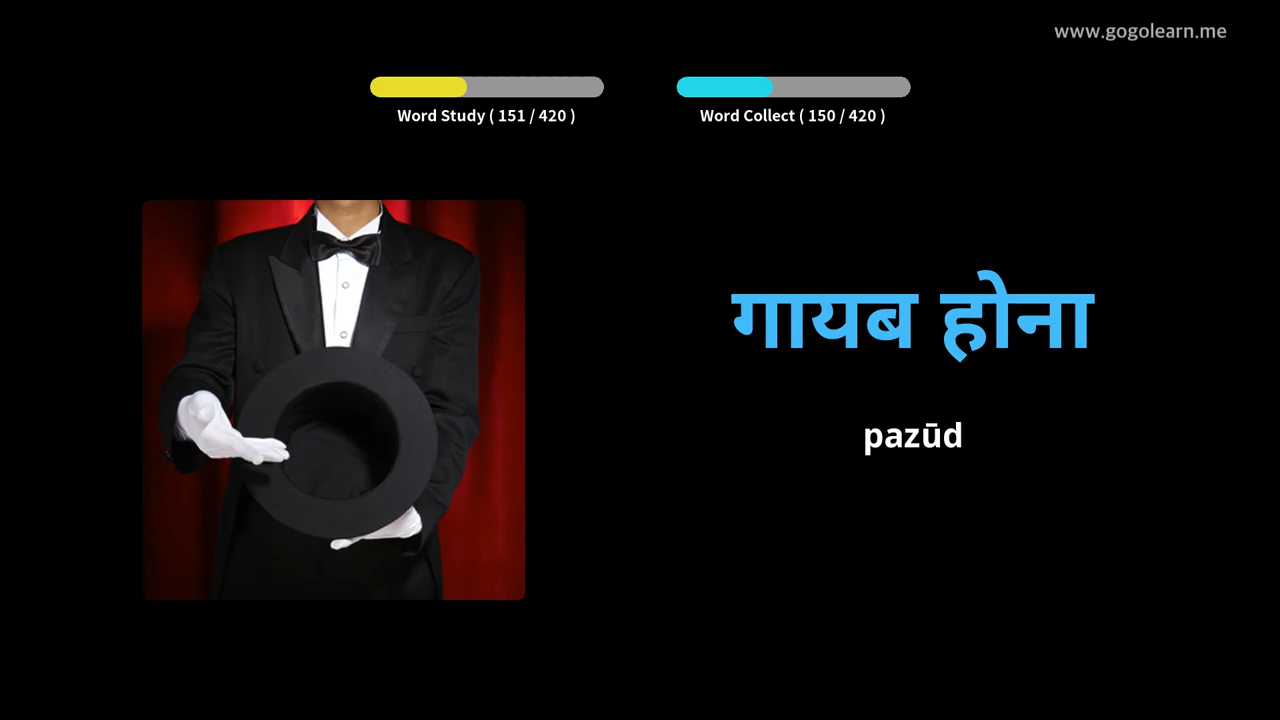 www.gogolearn.me
Word Study ( 151 / 420 )
Word Collect ( 150 / 420 )
गायब होना
pazūd